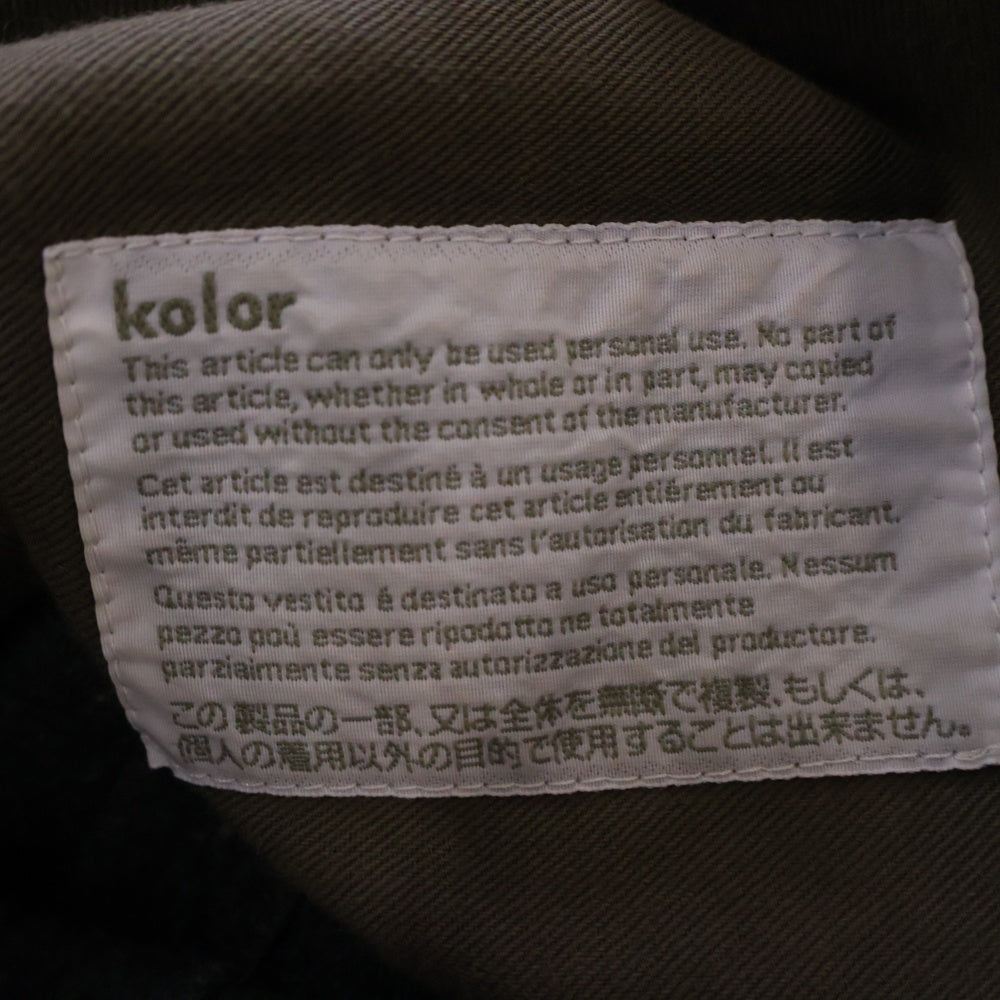 kolor
This article can only be used personal use. No part of
this article, whether in whole or in part, may copied
or used without the consent of the manufacturer.
Cet article est destiné à un usage personnel. Il est
interdit de reproduire cet article entiérement ou
même partiellement sans l'autorisation du fabricant.
Questo vestito é destinato a uso personale. Nessum
pezzo poù essere ripodotto ne totalmente
parziaimente senza autorizzazione del productore.
この製品の一部、又は全体を無断で複製、もしくは、
個人の着用以外の目的で使用することは出来ません。